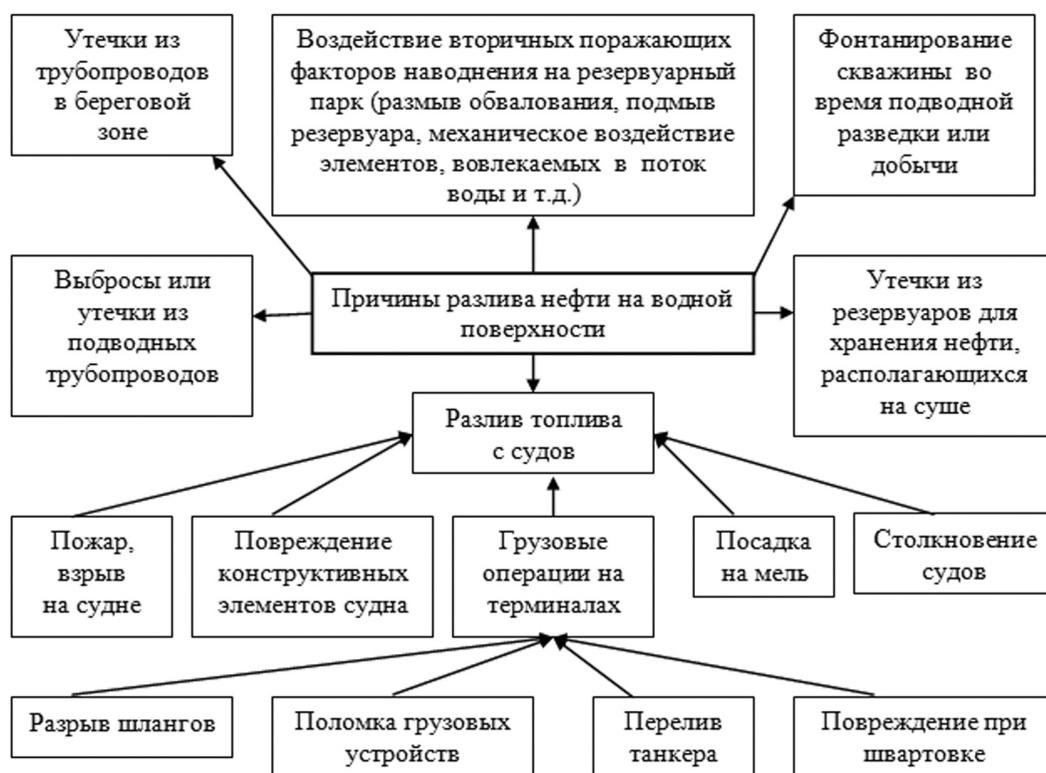 Утечки из
трубопроводов
в береговой
зоне
Воздействие вторичных поражающих
факторов наводнения на резервуарный
парк (размыв обвалования, подмыв
резервуара, механическое воздействие
элементов, вовлекаемых в поток
воды и т.д.)
Фонтанирование
скважины во
время подводной
разведки или
добычи
Выбросы или
утечки из
подводных
трубопроводов
Причины разлива нефти на водной
поверхности
Утечки из
резервуаров для
хранения нефти,
располагающихся
на суше
Разлив топлива
с судов
Пожар,
взрыв
на судне
Повреждение
конструктивных
элементов судна
Грузовые
операции на
терминалах
Посадка
на мель
Столкновение
судов
Разрыв шлангов
Поломка грузовых
устройств
Перелив
танкера
Повреждение при
швартовке